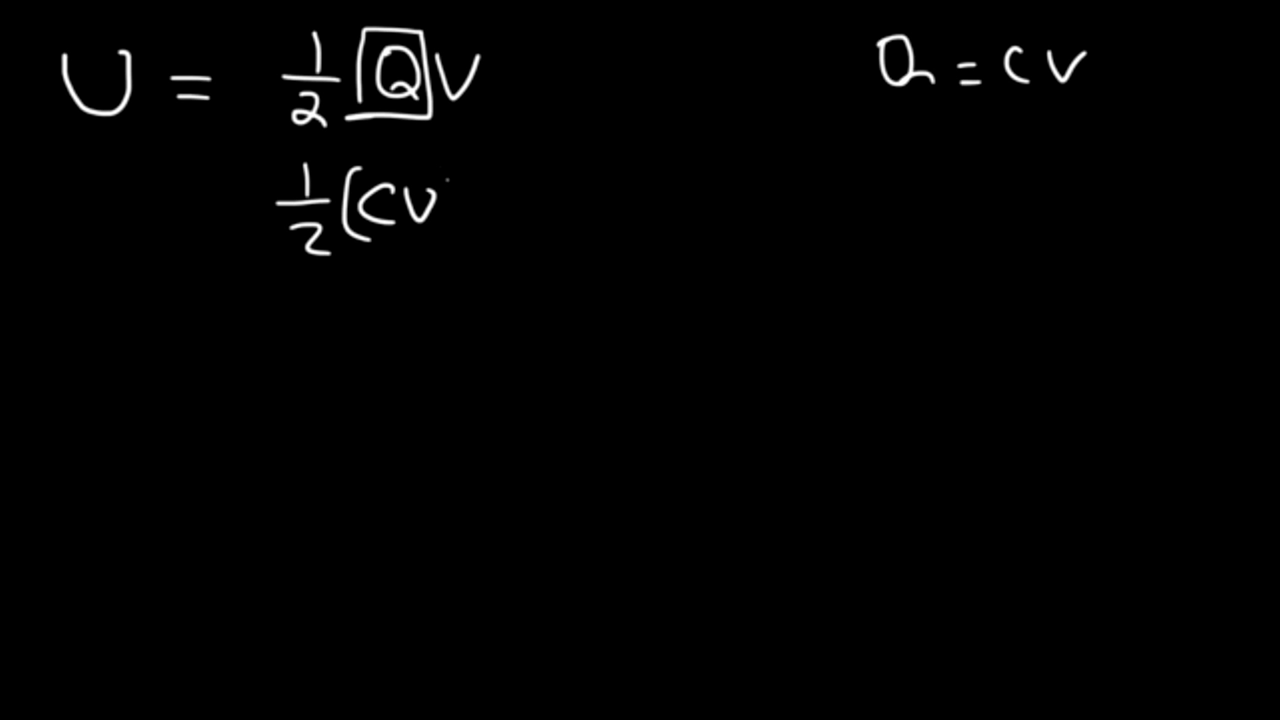 U = 1/2 QV
Q = CV
1/2 (CV